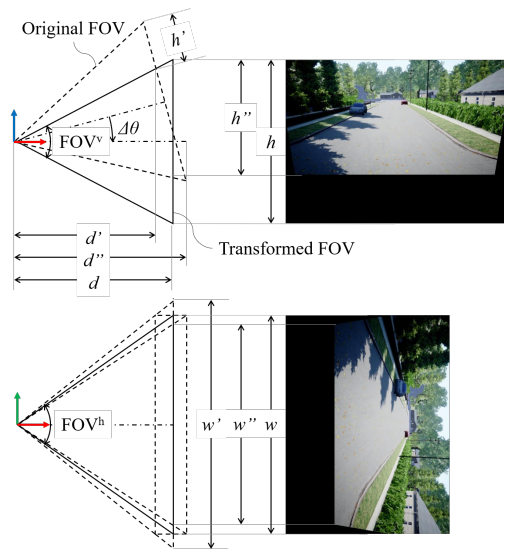 Original FOV
h’
Δθ
FOVᵛ
h’’
h
d’
d’’
d
Transformed FOV
FOVʰ
w’
w’’
w